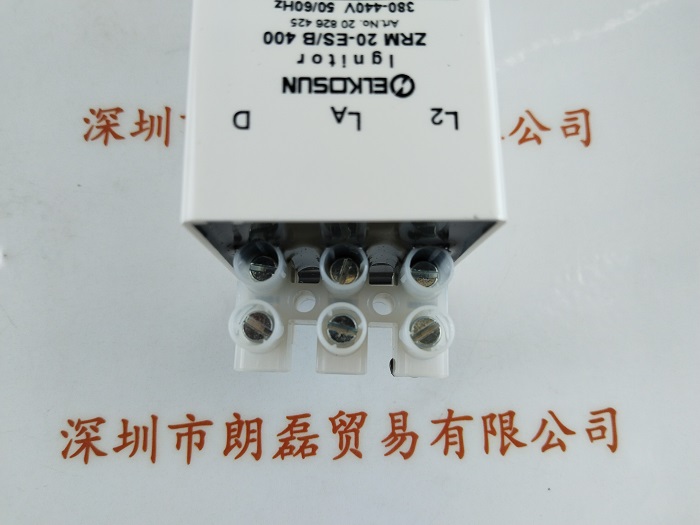 380-440V 50/60Hz
Art.No. 20 826 425
ZRM 20-ES/B 400
Ignitor
ELKOSUN
L2 LA D
深圳市 公司
深圳市朗磊贸易有限公司